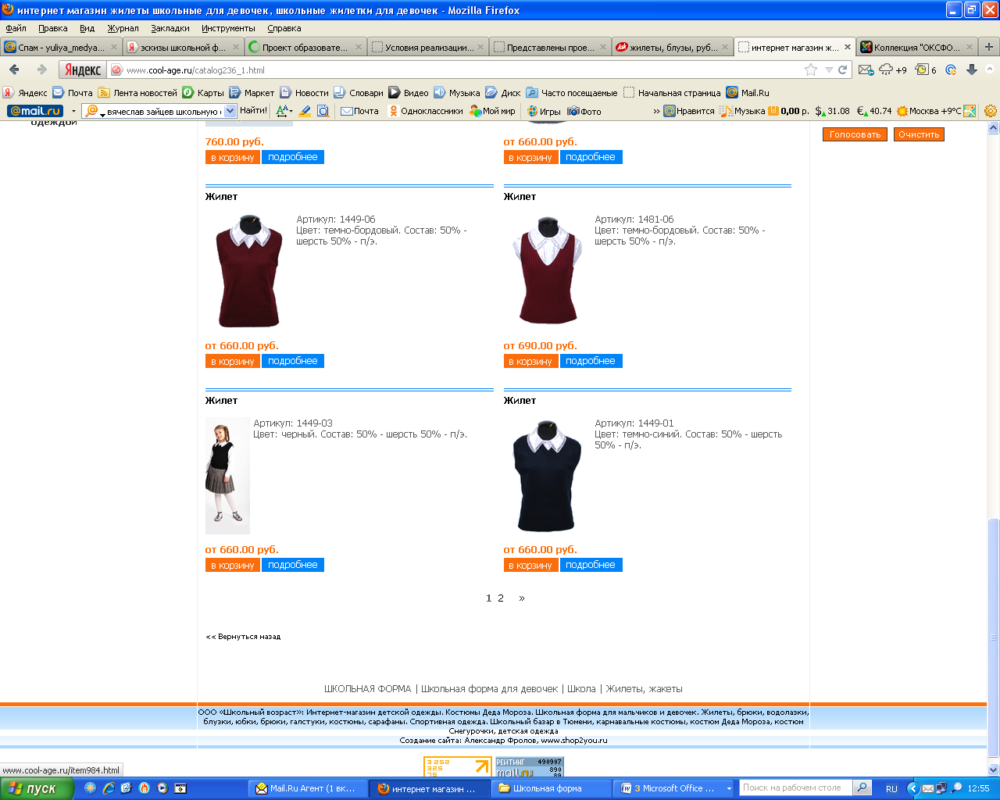 интернет магазин жилеты школьные для девочек, школьные жилетки для девочек - Mozilla Firefox
Файл Правка Вид Журнал Закладки Инструменты Справка
Спам - yuliya_medya... эскизы школьной ф... Проект образовате... Условия реализации... Представлены прое... жилеты, блузы, руб... интернет магазин ж... Коллекция "ОКСФО...
Яндекс www.cool-age.ru/catalog236_1.html +9 6
Яндекс Почта Лента новостей Карты Маркет Новости Словари Видео Музыка Диск Часто посещаемые Начальная страница Mail.Ru
@mail.ru вячеслав зайцев школьную Найти! Почта Одноклассники Мой мир Игры Фото » Нравится Музыка 0,00 р. $ 31.08 € 40.74 Москва +9°C
одеждой
Голосовать Очистить
760.00 руб. от 660.00 руб.
в корзину подробнее в корзину подробнее
Жилет
Артикул: 1449-06
Цвет: темно-бордовый. Состав: 50% -
шерсть 50% - п/э.
от 660.00 руб.
в корзину подробнее
Жилет
Артикул: 1481-06
Цвет: темно-бордовый. Состав: 50% -
шерсть 50% - п/э.
от 690.00 руб.
в корзину подробнее
Жилет
Артикул: 1449-03
Цвет: черный. Состав: 50% - шерсть 50% - п/э.
от 660.00 руб.
в корзину подробнее
Жилет
Артикул: 1449-01
Цвет: темно-синий. Состав: 50% - шерсть
50% - п/э.
от 660.00 руб.
в корзину подробнее
1 2 »
<< Вернуться назад
ШКОЛЬНАЯ ФОРМА | Школьная форма для девочек | Школа | Жилеты, жакеты
ООО «Школьный возраст»: Интернет-магазин детской одежды. Костюмы Деда Мороза. Школьная форма для мальчиков и девочек. Жилеты, брюки, водолазки,
блузки, юбки, брюки, галстуки, костюмы, сарафаны. Спортивная одежда. Школьный базар в Тюмени, карнавальные костюмы, костюм Деда Мороза, костюм
Снегурочки, детская одежда
Создание сайта: Александр Фролов, www.shop2you.ru
3 252
325
75
РЕЙТИНГ 490907
mail.ru 890
89
www.cool-age.ru/item984.html
пуск Mail.Ru Агент (1 вк... интернет магазин ... Школьная форма 3 Microsoft Office ... Поиск на рабочем столе RU 12:55